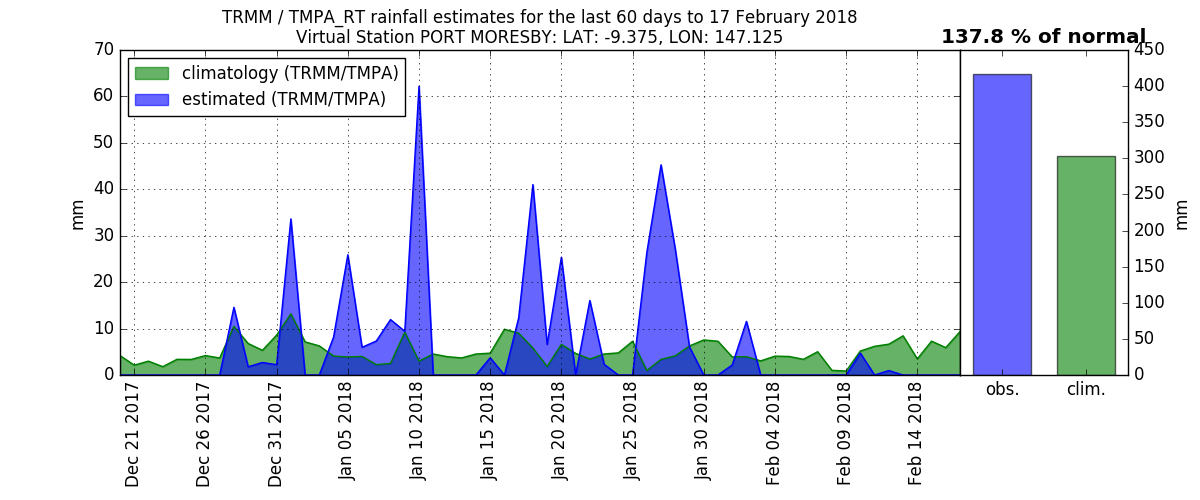 TRMM / TMPA_RT rainfall estimates for the last 60 days to 17 February 2018
Virtual Station PORT MORESBY: LAT: -9.375, LON: 147.125
137.8 % of normal
climatology (TRMM/TMPA)
estimated (TRMM/TMPA)
mm
70
60
50
40
30
20
10
0
Dec 21 2017
Dec 26 2017
Dec 31 2017
Jan 05 2018
Jan 10 2018
Jan 15 2018
Jan 20 2018
Jan 25 2018
Jan 30 2018
Feb 04 2018
Feb 09 2018
Feb 14 2018
obs.
clim.
450
400
350
300
250
200
150
100
50
0
mm